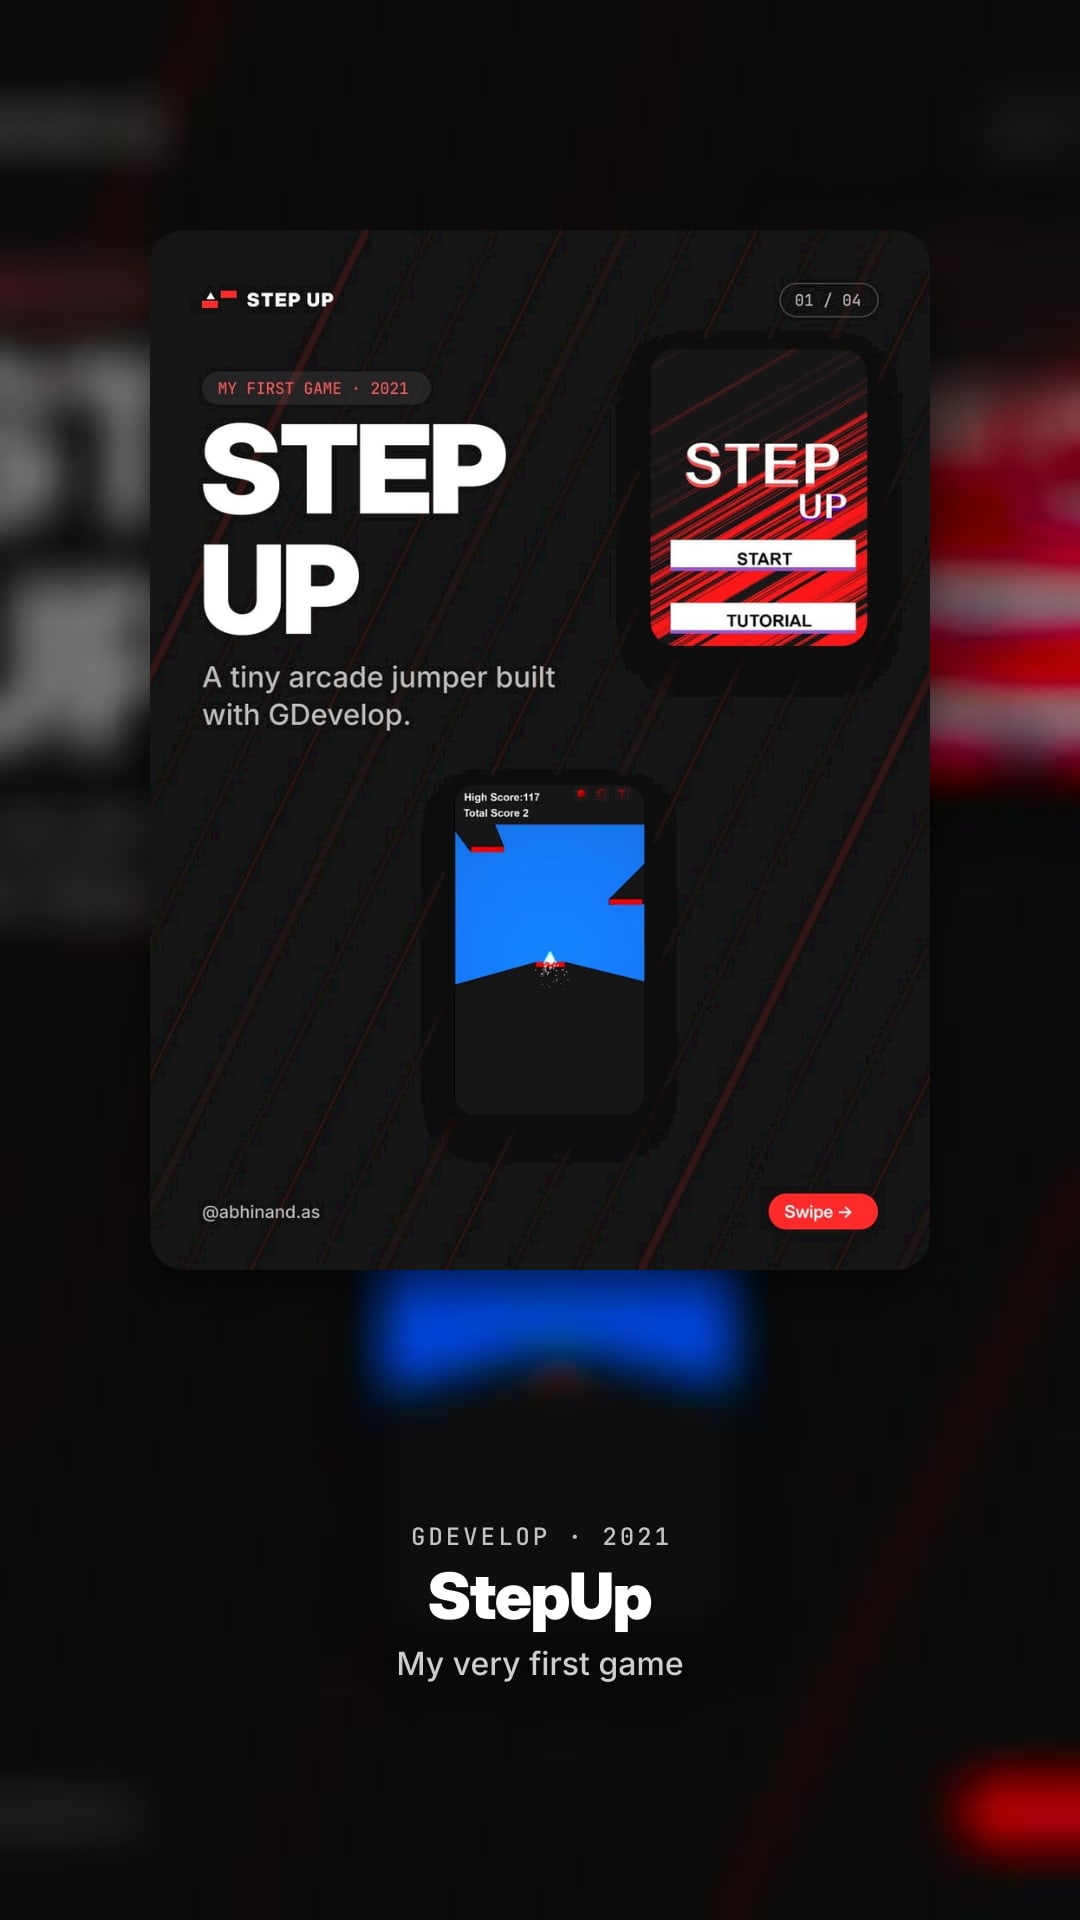 STEP UP
01 / 04
MY FIRST GAME · 2021
STEP
UP
A tiny arcade jumper built
with GDevelop.
STEP
UP
START
TUTORIAL
High Score:117
Total Score 2
@abhinand.as
Swipe →
GDEVELOP · 2021
StepUp
My very first game